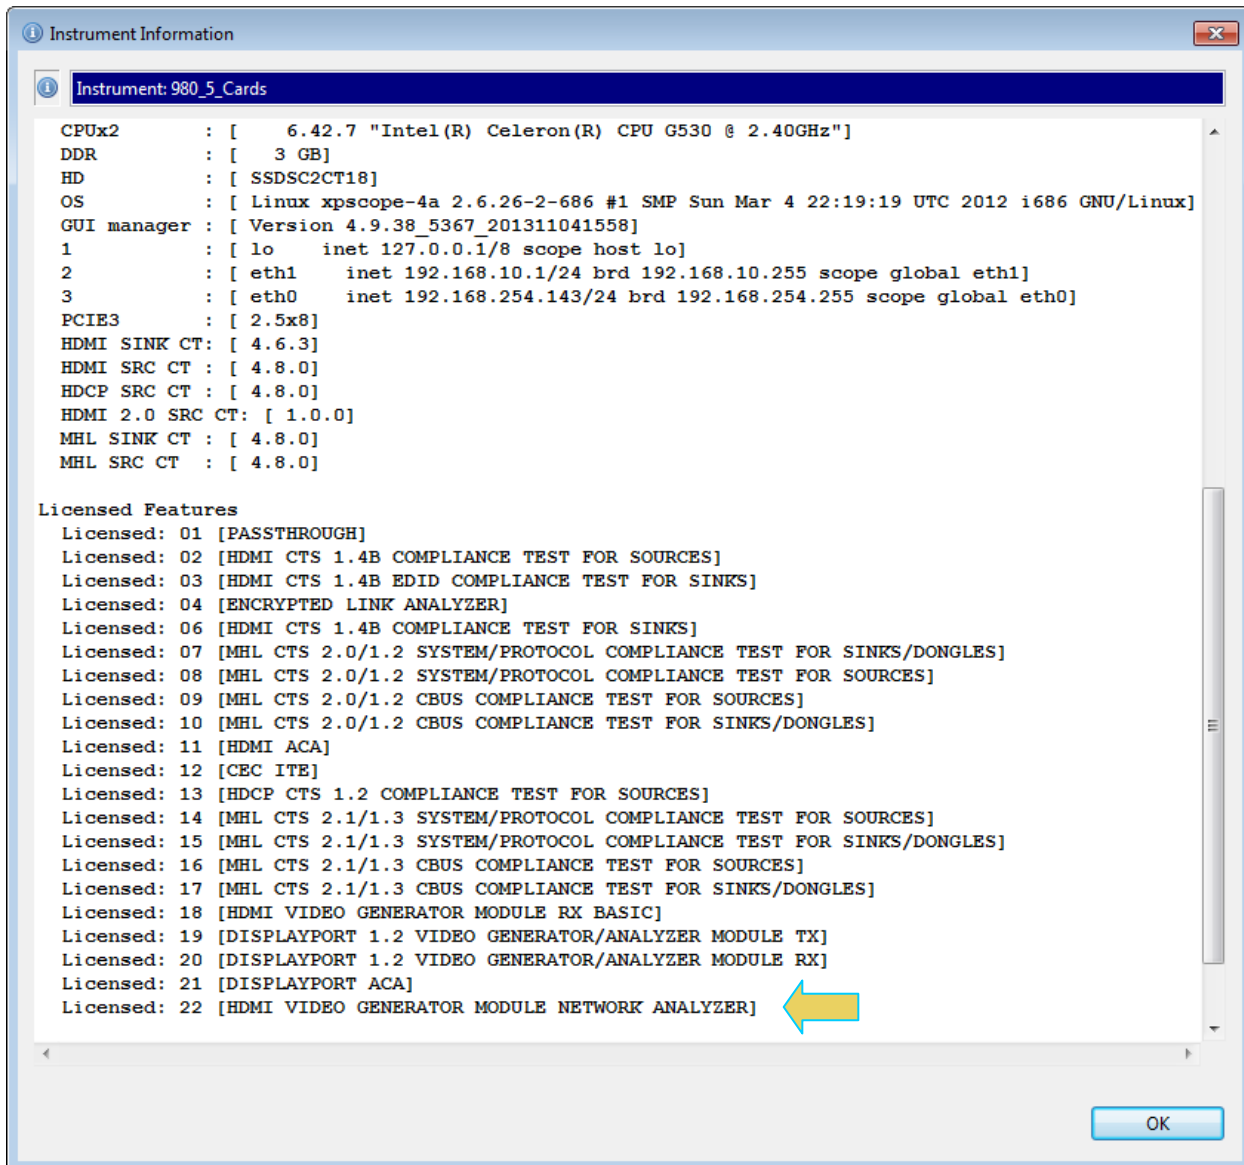 Instrument Information
Instrument: 980_5_Cards
CPUx2 : [ 6.42.7 "Intel(R) Celeron(R) CPU G530 @ 2.40GHz"]
DDR : [ 3 GB]
HD : [ SSDSC2CT18]
OS : [ Linux xpscope-4a 2.6.26-2-686 #1 SMP Sun Mar 4 22:19:19 UTC 2012 i686 GNU/Linux]
GUI manager : [ Version 4.9.38_5367_201311041558]
1 : [ lo inet 127.0.0.1/8 scope host lo]
2 : [ eth1 inet 192.168.10.1/24 brd 192.168.10.255 scope global eth1]
3 : [ eth0 inet 192.168.254.143/24 brd 192.168.254.255 scope global eth0]
PCIE3 : [ 2.5x8]
HDMI SINK CT: [ 4.6.3]
HDMI SRC CT : [ 4.8.0]
HDCP SRC CT : [ 4.8.0]
HDMI 2.0 SRC CT: [ 1.0.0]
MHL SINK CT : [ 4.8.0]
MHL SRC CT : [ 4.8.0]
Licensed Features
Licensed: 01 [PASSTHROUGH]
Licensed: 02 [HDMI CTS 1.4B COMPLIANCE TEST FOR SOURCES]
Licensed: 03 [HDMI CTS 1.4B EDID COMPLIANCE TEST FOR SINKS]
Licensed: 04 [ENCRYPTED LINK ANALYZER]
Licensed: 06 [HDMI CTS 1.4B COMPLIANCE TEST FOR SINKS]
Licensed: 07 [MHL CTS 2.0/1.2 SYSTEM/PROTOCOL COMPLIANCE TEST FOR SINKS/DONGLES]
Licensed: 08 [MHL CTS 2.0/1.2 SYSTEM/PROTOCOL COMPLIANCE TEST FOR SOURCES]
Licensed: 09 [MHL CTS 2.0/1.2 CBUS COMPLIANCE TEST FOR SOURCES]
Licensed: 10 [MHL CTS 2.0/1.2 CBUS COMPLIANCE TEST FOR SINKS/DONGLES]
Licensed: 11 [HDMI ACA]
Licensed: 12 [CEC ITE]
Licensed: 13 [HDCP CTS 1.2 COMPLIANCE TEST FOR SOURCES]
Licensed: 14 [MHL CTS 2.1/1.3 SYSTEM/PROTOCOL COMPLIANCE TEST FOR SOURCES]
Licensed: 15 [MHL CTS 2.1/1.3 SYSTEM/PROTOCOL COMPLIANCE TEST FOR SINKS/DONGLES]
Licensed: 16 [MHL CTS 2.1/1.3 CBUS COMPLIANCE TEST FOR SOURCES]
Licensed: 17 [MHL CTS 2.1/1.3 CBUS COMPLIANCE TEST FOR SINKS/DONGLES]
Licensed: 18 [HDMI VIDEO GENERATOR MODULE RX BASIC]
Licensed: 19 [DISPLAYPORT 1.2 VIDEO GENERATOR/ANALYZER MODULE TX]
Licensed: 20 [DISPLAYPORT 1.2 VIDEO GENERATOR/ANALYZER MODULE RX]
Licensed: 21 [DISPLAYPORT ACA]
Licensed: 22 [HDMI VIDEO GENERATOR MODULE NETWORK ANALYZER]
OK